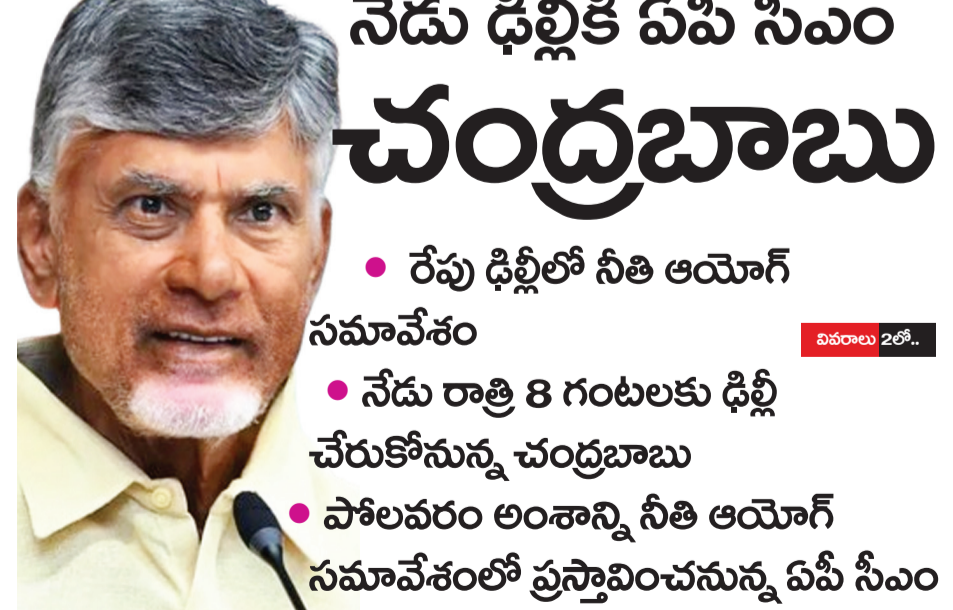 నేడు ఢిల్లీకి ఏపీ సీఎం
చంద్రబాబు
• రేపు ఢిల్లీలో నీతి ఆయోగ్
సమావేశం
వివరాలు 2లో..
• నేడు రాత్రి 8 గంటలకు ఢిల్లీ
చేరుకోనున్న చంద్రబాబు
• పోలవరం అంశాన్ని నీతి ఆయోగ్
సమావేశంలో ప్రస్తావించనున్న ఏపీ సీఎం